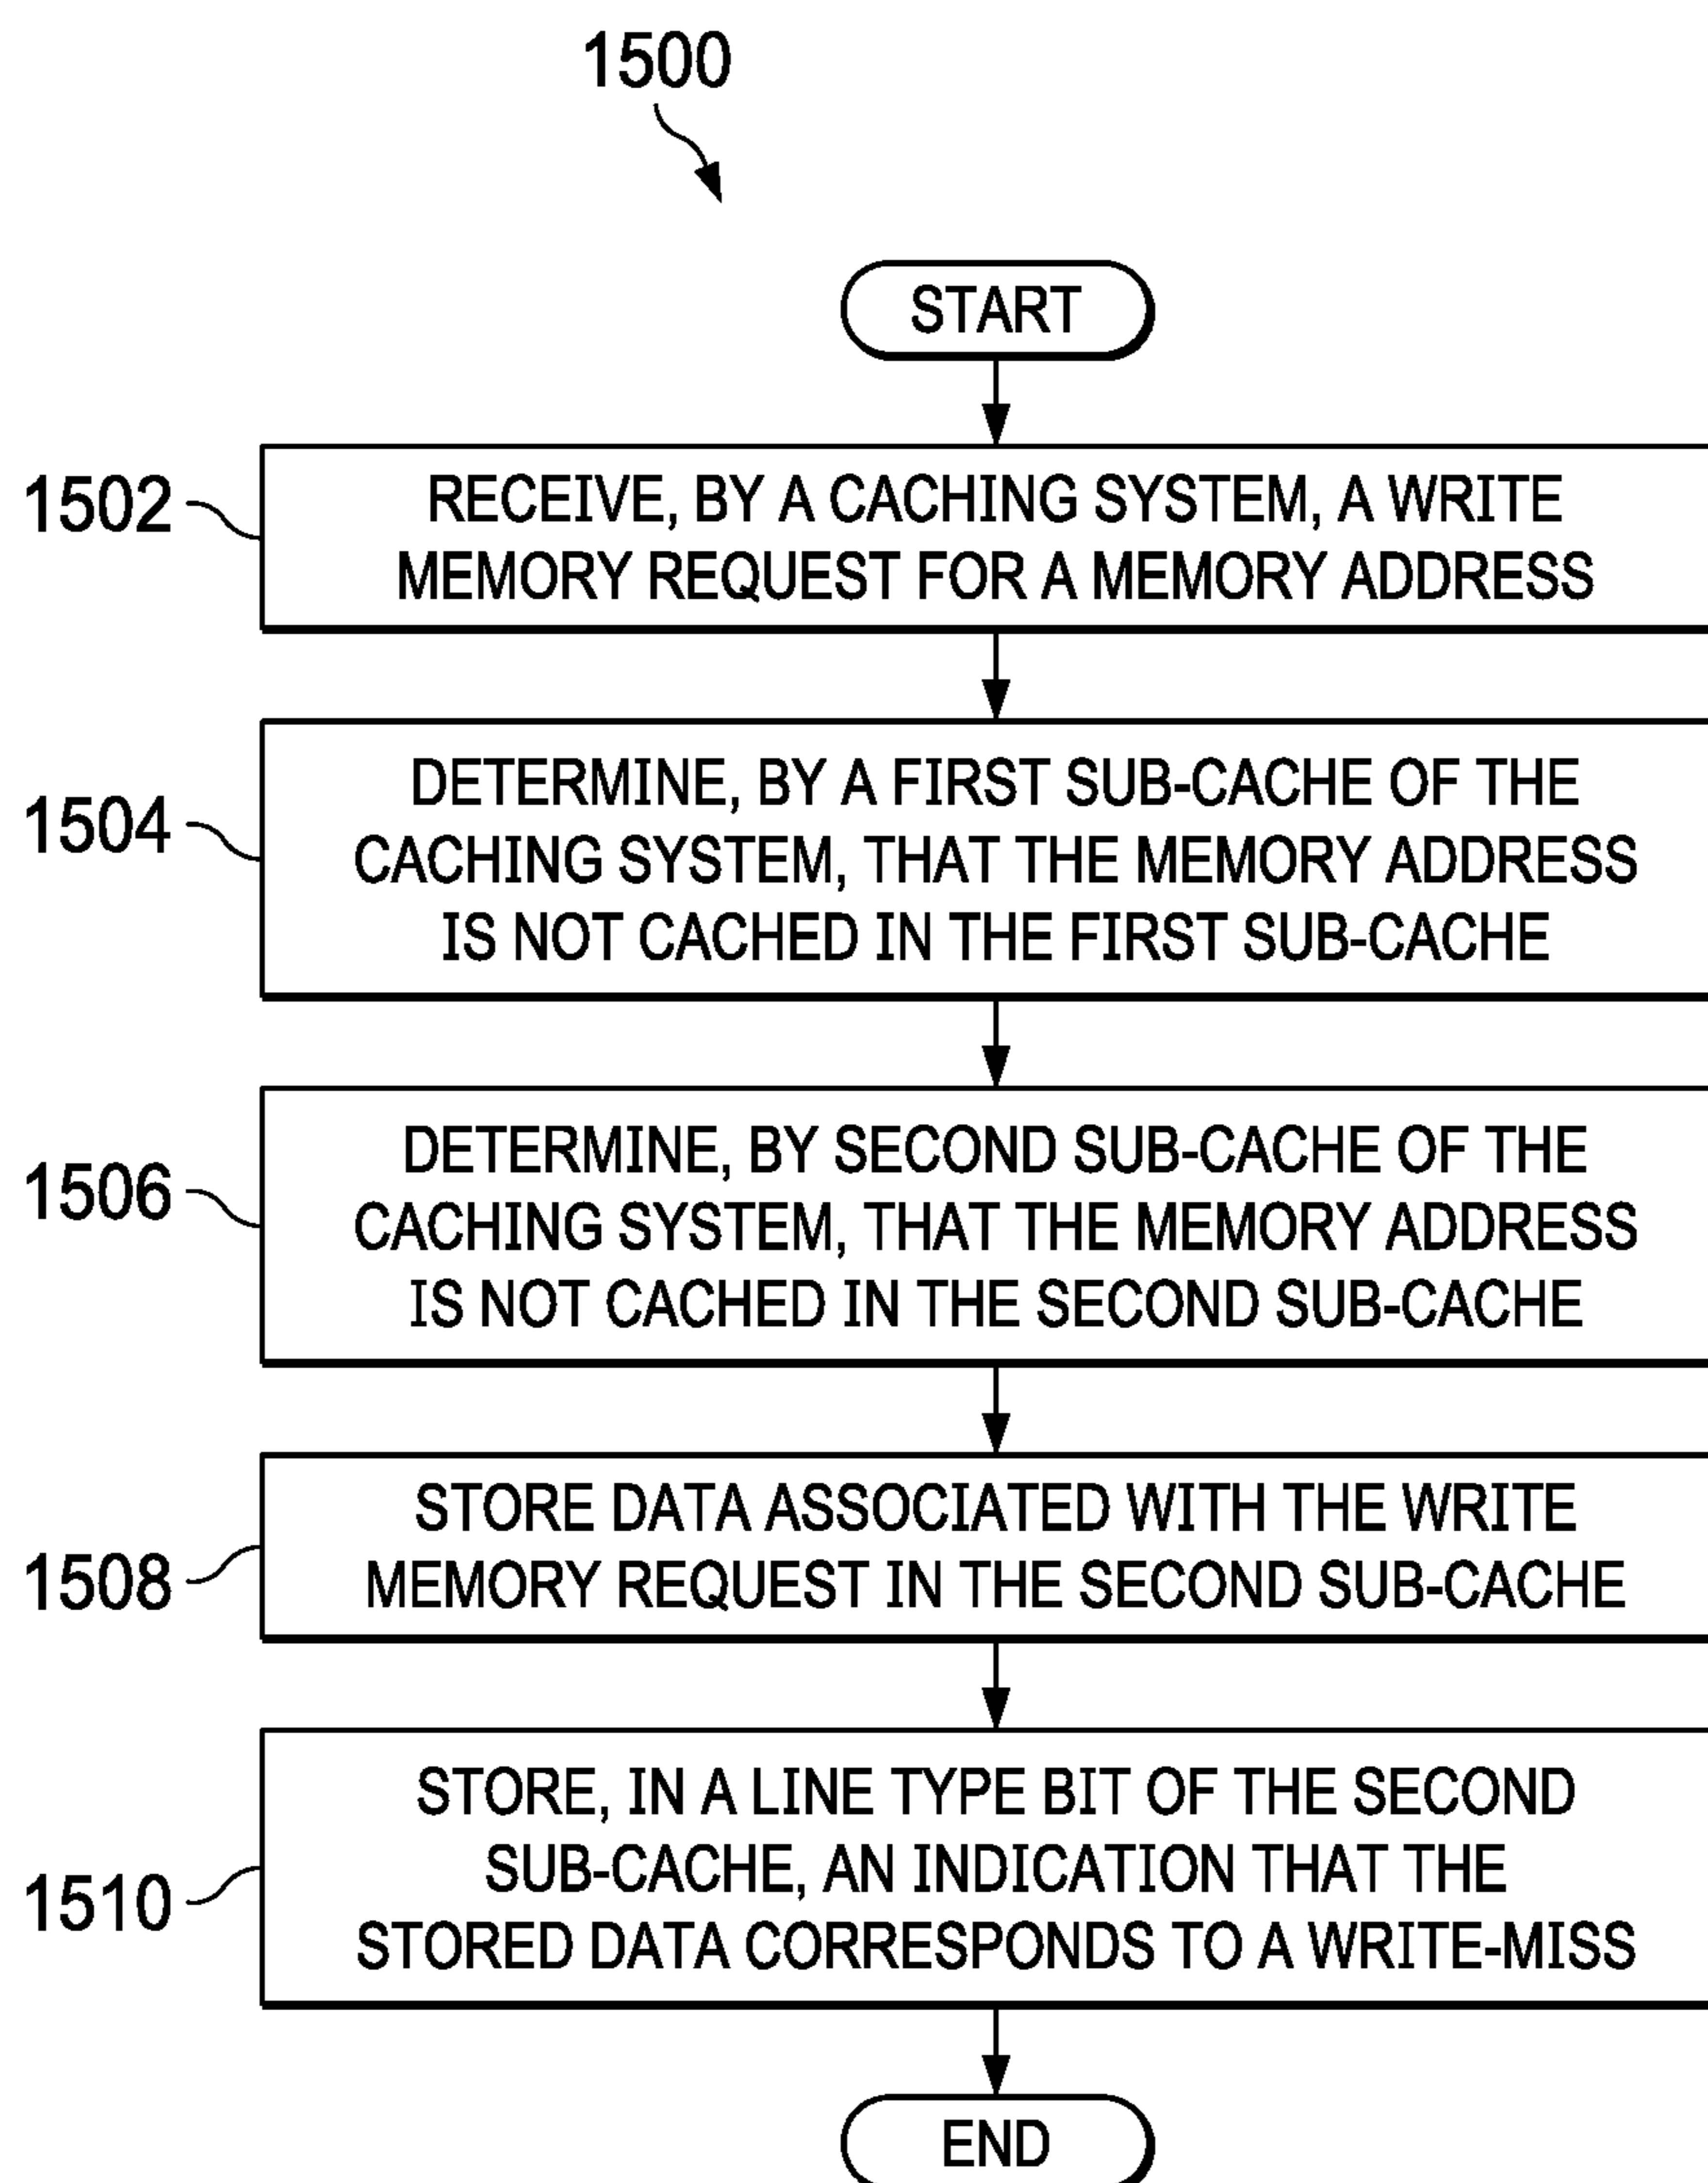 1500
START
1502
RECEIVE, BY A CACHING SYSTEM, A WRITE
MEMORY REQUEST FOR A MEMORY ADDRESS
1504
DETERMINE, BY A FIRST SUB-CACHE OF THE
CACHING SYSTEM, THAT THE MEMORY ADDRESS
IS NOT CACHED IN THE FIRST SUB-CACHE
1506
DETERMINE, BY SECOND SUB-CACHE OF THE
CACHING SYSTEM, THAT THE MEMORY ADDRESS
IS NOT CACHED IN THE SECOND SUB-CACHE
1508
STORE DATA ASSOCIATED WITH THE WRITE
MEMORY REQUEST IN THE SECOND SUB-CACHE
1510
STORE, IN A LINE TYPE BIT OF THE SECOND
SUB-CACHE, AN INDICATION THAT THE
STORED DATA CORRESPONDS TO A WRITE-MISS
END